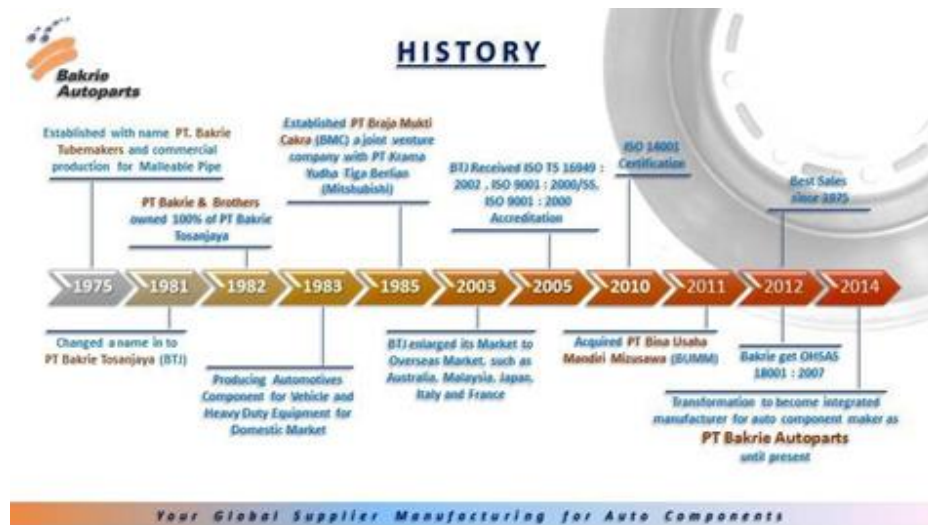 Bakrie
Autoparts
HISTORY
Established with name PT. Bakrie
Tubemakers and commercial
production for Malleable Pipe
PT Bakrie & Brothers
owned 100% of PT Bakrie
Tosanjaya
Established PT Braja Mukti
Cakra (BMC) a joint venture
company with PT Krama
Yudha Tiga Berlian
(Mitshubishi)
BTJ Received ISO TS 16949 :
2002 , ISO 9001 : 2000/SS,
ISO 9001 : 2000
Accreditation
ISO 14001
Certification
Best Sales
since 1975
1975 1981 1982 1983 1985 2003 2005 2010 2011 2012 2014
Changed a name in to
PT Bakrie Tosanjaya (BTJ)
Producing Automotives
Component for Vehicle and
Heavy Duty Equipment for
Domestic Market
BTJ enlarged its Market to
Overseas Market, such as
Australia, Malaysia, Japan,
Italy and France
Acquired PT Bina Usaha
Mandiri Mizusawa (BUMM)
Bakrie get OHSAS
18001 : 2007
Transformation to become integrated
manufacturer for auto component maker as
PT Bakrie Autoparts
until present
Your Global Supplier Manufacturing for Auto Components